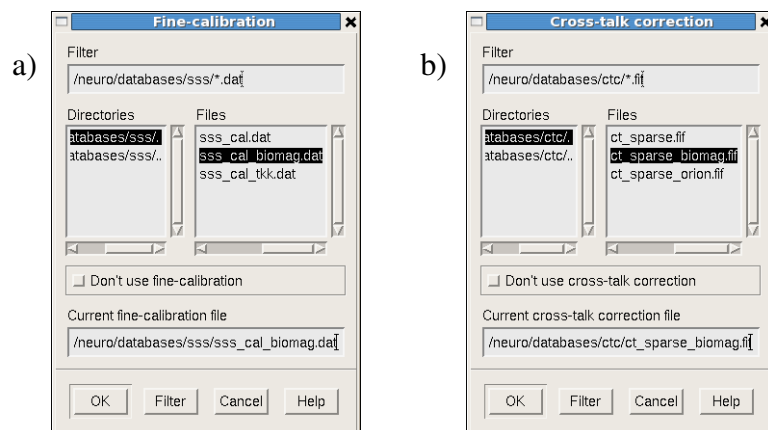 a)
Fine-calibration
Filter
/neuro/databases/sss/*.dat
Directories Files
atabases/sss/.
atabases/sss/..
sss_cal.dat
sss_cal_biomag.dat
sss_cal_tkk.dat
Don't use fine-calibration
Current fine-calibration file
/neuro/databases/sss/sss_cal_biomag.dat
OK Filter Cancel Help
b)
Cross-talk correction
Filter
/neuro/databases/ctc/*.fif
Directories Files
atabases/ctc/.
atabases/ctc/..
ct_sparse.fif
ct_sparse_biomag.fif
ct_sparse_orion.fif
Don't use cross-talk correction
Current cross-talk correction file
/neuro/databases/ctc/ct_sparse_biomag.fif
OK Filter Cancel Help